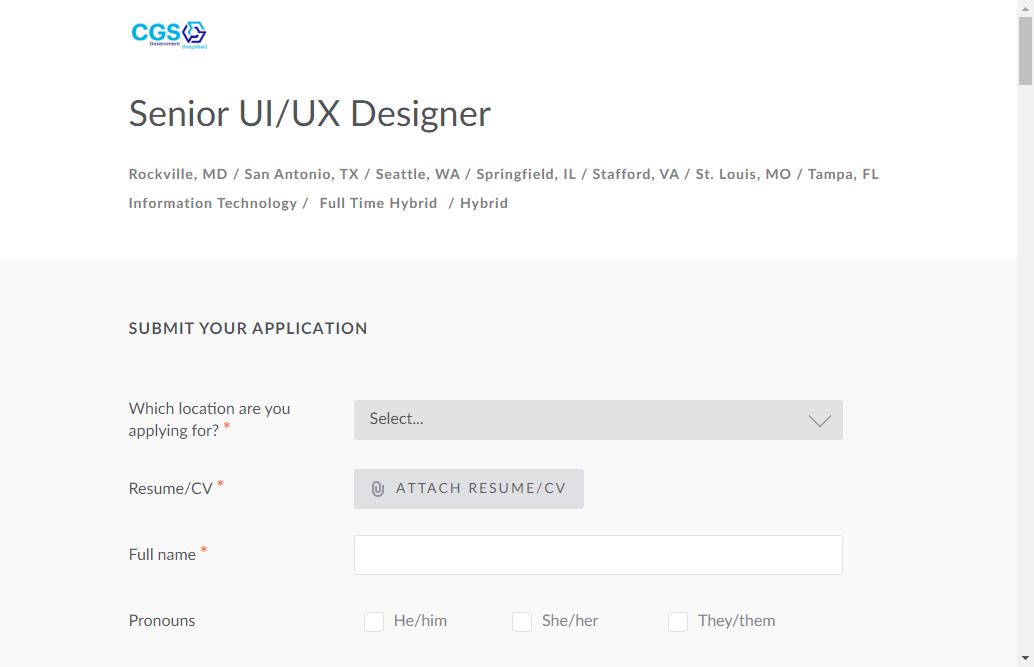 CGS
Government Simplified
Senior UI/UX Designer
Rockville, MD / San Antonio, TX / Seattle, WA / Springfield, IL / Stafford, VA / St. Louis, MO / Tampa, FL
Information Technology / Full Time Hybrid / Hybrid
SUBMIT YOUR APPLICATION
Which location are you
applying for? *
Select...
Resume/CV *
ATTACH RESUME/CV
Full name *
Pronouns
He/him
She/her
They/them